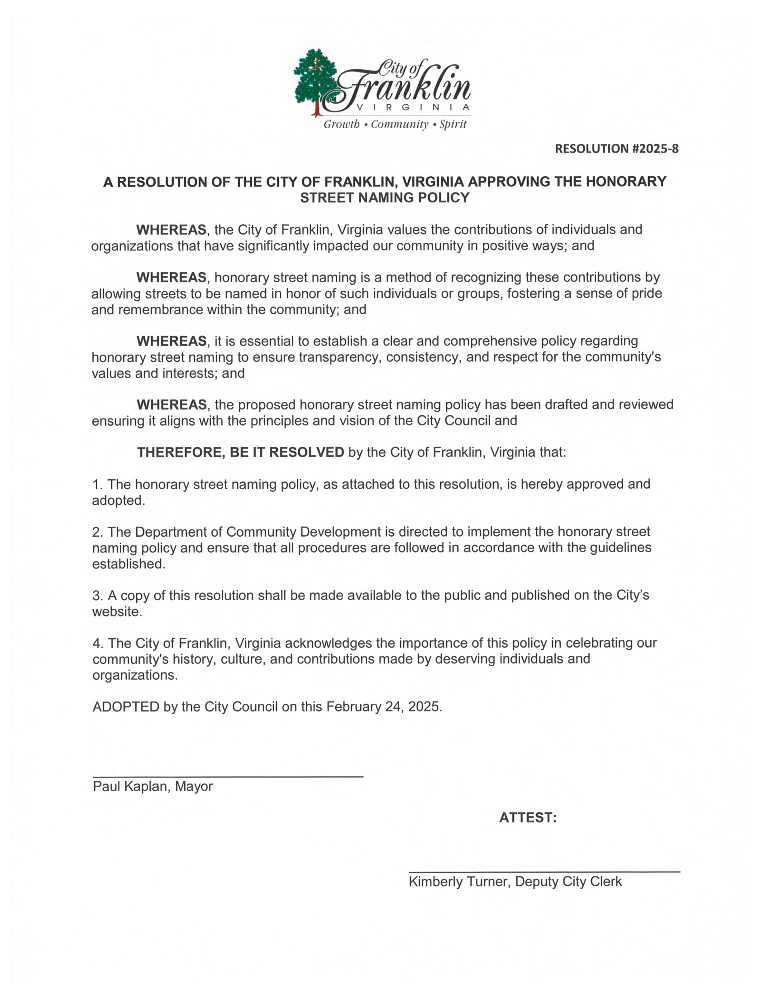 City of
Franklin
VIRGINIA
Growth • Community • Spirit
RESOLUTION #2025-8
A RESOLUTION OF THE CITY OF FRANKLIN, VIRGINIA APPROVING THE HONORARY
STREET NAMING POLICY
WHEREAS, the City of Franklin, Virginia values the contributions of individuals and
organizations that have significantly impacted our community in positive ways; and
WHEREAS, honorary street naming is a method of recognizing these contributions by
allowing streets to be named in honor of such individuals or groups, fostering a sense of pride
and remembrance within the community; and
WHEREAS, it is essential to establish a clear and comprehensive policy regarding
honorary street naming to ensure transparency, consistency, and respect for the community's
values and interests; and
WHEREAS, the proposed honorary street naming policy has been drafted and reviewed
ensuring it aligns with the principles and vision of the City Council and
THEREFORE, BE IT RESOLVED by the City of Franklin, Virginia that:
1. The honorary street naming policy, as attached to this resolution, is hereby approved and
adopted.
2. The Department of Community Development is directed to implement the honorary street
naming policy and ensure that all procedures are followed in accordance with the guidelines
established.
3. A copy of this resolution shall be made available to the public and published on the City’s
website.
4. The City of Franklin, Virginia acknowledges the importance of this policy in celebrating our
community's history, culture, and contributions made by deserving individuals and
organizations.
ADOPTED by the City Council on this February 24, 2025.
Paul Kaplan, Mayor
ATTEST:
Kimberly Turner, Deputy City Clerk